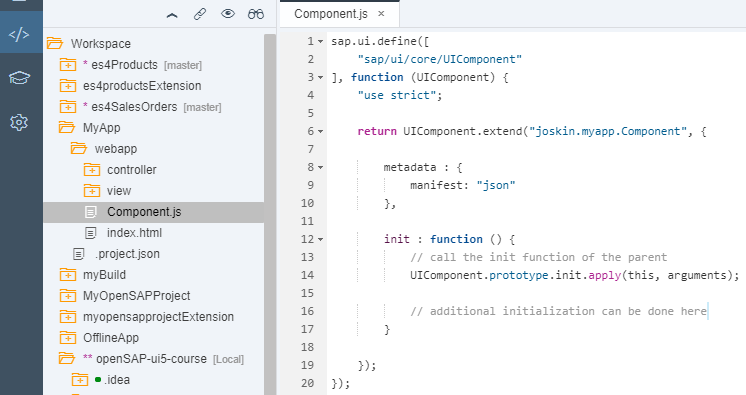 Workspace
* es4Products [master]
es4productsExtension
* es4SalesOrders [master]
MyApp
webapp
controller
view
Component.js
index.html
.project.json
myBuild
MyOpenSAPProject
myopensapprojectExtension
OfflineApp
** openSAP-ui5-course [Local]
.idea
Component.js ×
1 sap.ui.define([
2 "sap/ui/core/UIComponent"
3 ], function (UIComponent) {
4 "use strict";
5
6 return UIComponent.extend("joskin.myapp.Component", {
7
8 metadata : {
9 manifest: "json"
10 },
11
12 init : function () {
13 // call the init function of the parent
14 UIComponent.prototype.init.apply(this, arguments);
15
16 // additional initialization can be done here
17 }
18
19 });
20 });